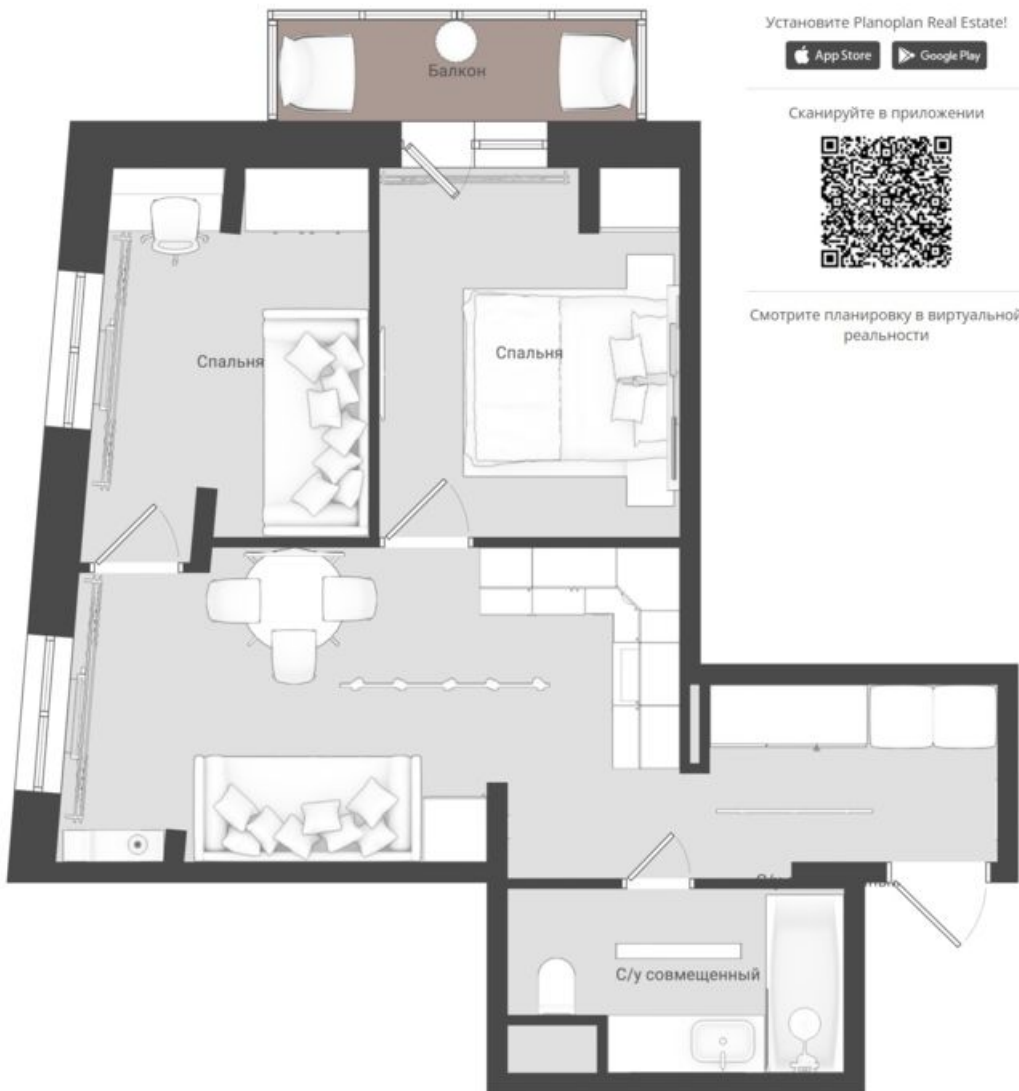 Установите Planoplan Real Estate!
App Store
Google Play
Сканируйте в приложении
Смотрите планировку в виртуальной
реальности
Балкон
Спальня
Спальня
С/у совмещенный